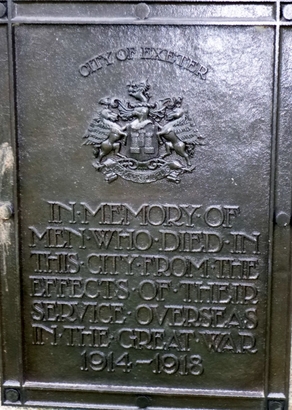 CITY OF EXETER
IN·MEMORY·OF
MEN·WHO·DIED·IN
THIS·CITY·FROM·THE
EFFECTS·OF·THEIR
SERVICE·OVERSEAS
IN·THE·GREAT·WAR
1914–1918